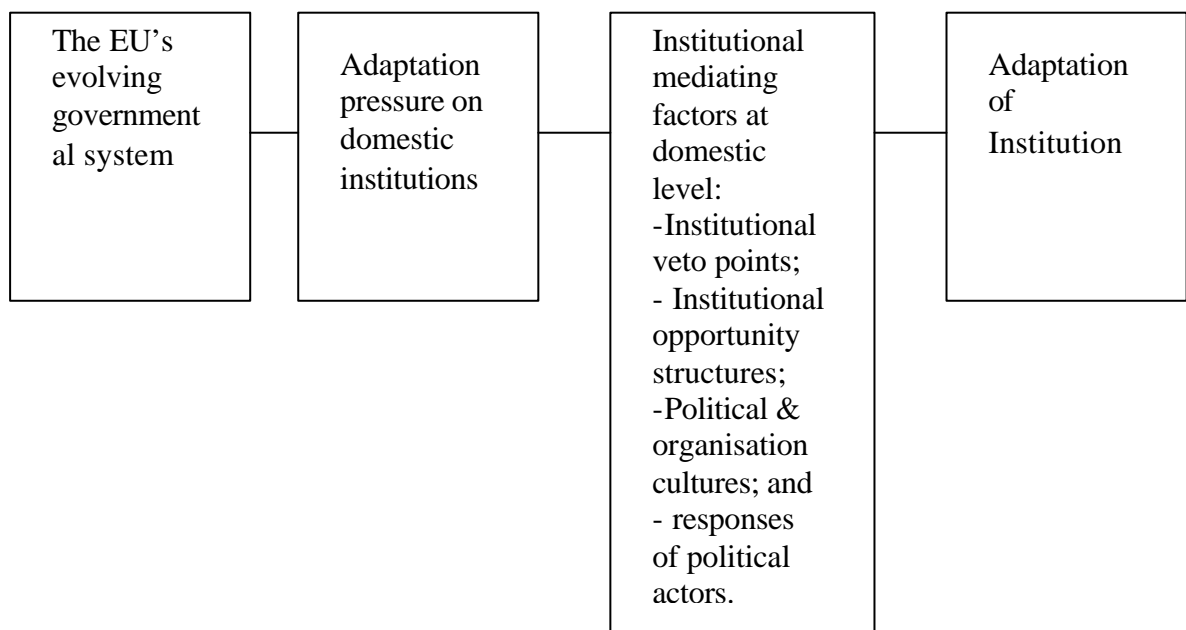 The EU’s
evolving
government
al system
Adaptation
pressure on
domestic
institutions
Institutional
mediating
factors at
domestic
level:
-Institutional
veto points;
- Institutional
opportunity
structures;
-Political &
organisation
cultures; and
- responses
of political
actors.
Adaptation
of
Institution